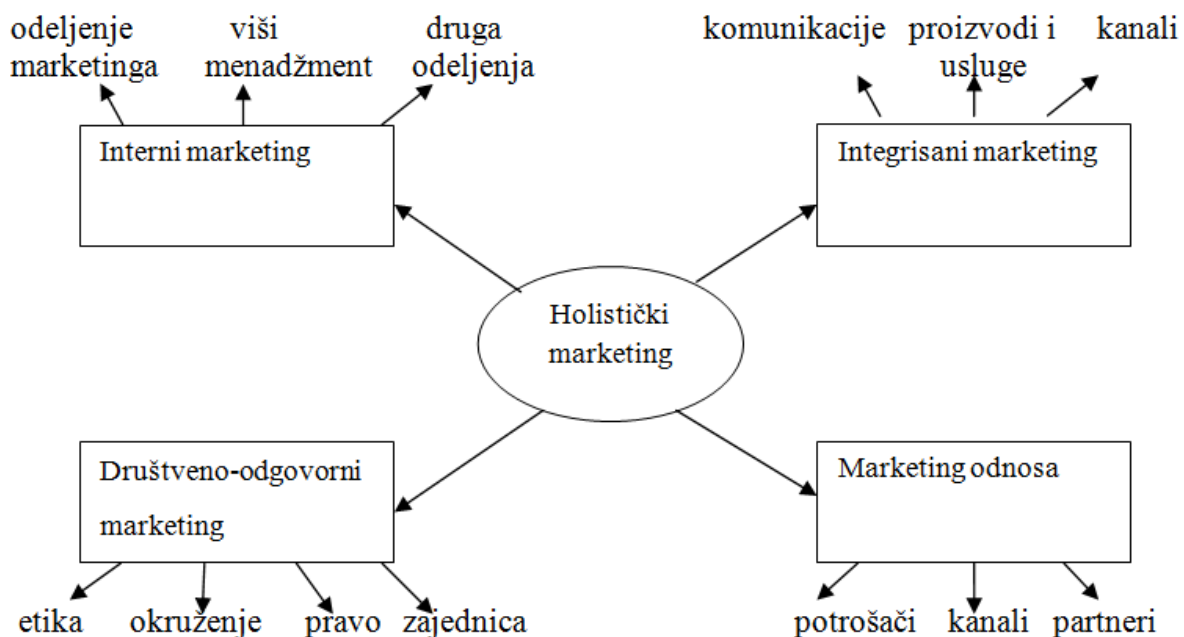 odeljenje marketinga
viši menadžment
druga odeljenja
komunikacije
proizvodi i usluge
kanali
Interni marketing
Integrisani marketing
Holistički
marketing
Društveno-odgovorni
marketing
Marketing odnosa
etika okruženje pravo zajednica
potrošači kanali partneri